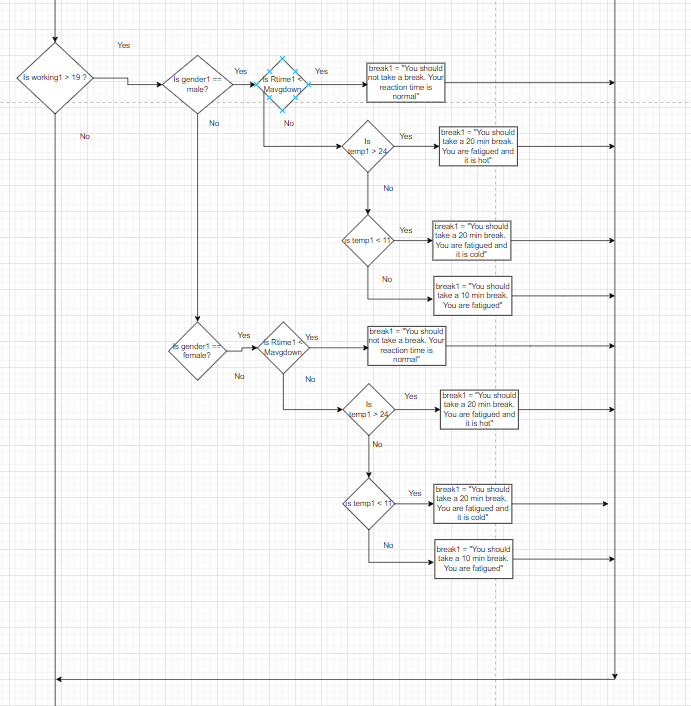 Yes
Is working1 > 19 ?
Is gender1 ==
male?
Yes
Is Rtime1 <
Mavgdown
Yes
break1 = "You should
not take a break. Your
reaction time is
normal"
No
No
No
Is
temp1 > 24
Yes
break1 = "You should
take a 20 min break.
You are fatigued and
it is hot"
No
is temp1 < 11
Yes
break1 = "You should
take a 20 min break.
You are fatigued and
it is cold"
No
break1 = "You should
take a 10 min break.
You are fatigued"
Is gender1 ==
female?
Yes
Is Rtime1 <
Mavgdown
Yes
break1 = "You should
not take a break. Your
reaction time is
normal"
No
No
Is
temp1 > 24
Yes
break1 = "You should
take a 20 min break.
You are fatigued and
it is hot"
No
is temp1 < 11
Yes
break1 = "You should
take a 20 min break.
You are fatigued and
it is cold"
No
break1 = "You should
take a 10 min break.
You are fatigued"